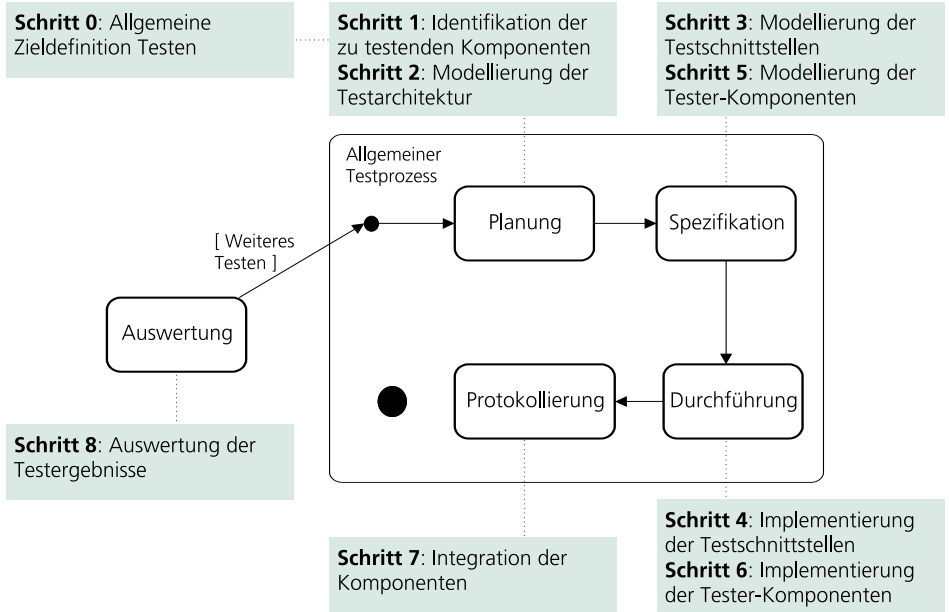 Schritt 0: Allgemeine
Zieldefinition Testen
Schritt 1: Identifikation der
zu testenden Komponenten
Schritt 2: Modellierung der
Testarchitektur
Schritt 3: Modellierung der
Testschnittstellen
Schritt 5: Modellierung der
Tester-Komponenten
Allgemeiner
Testprozess
Planung
Spezifikation
[ Weiteres
Testen ]
Auswertung
Protokollierung
Durchführung
Schritt 8: Auswertung der
Testergebnisse
Schritt 7: Integration der
Komponenten
Schritt 4: Implementierung
der Testschnittstellen
Schritt 6: Implementierung
der Tester-Komponenten